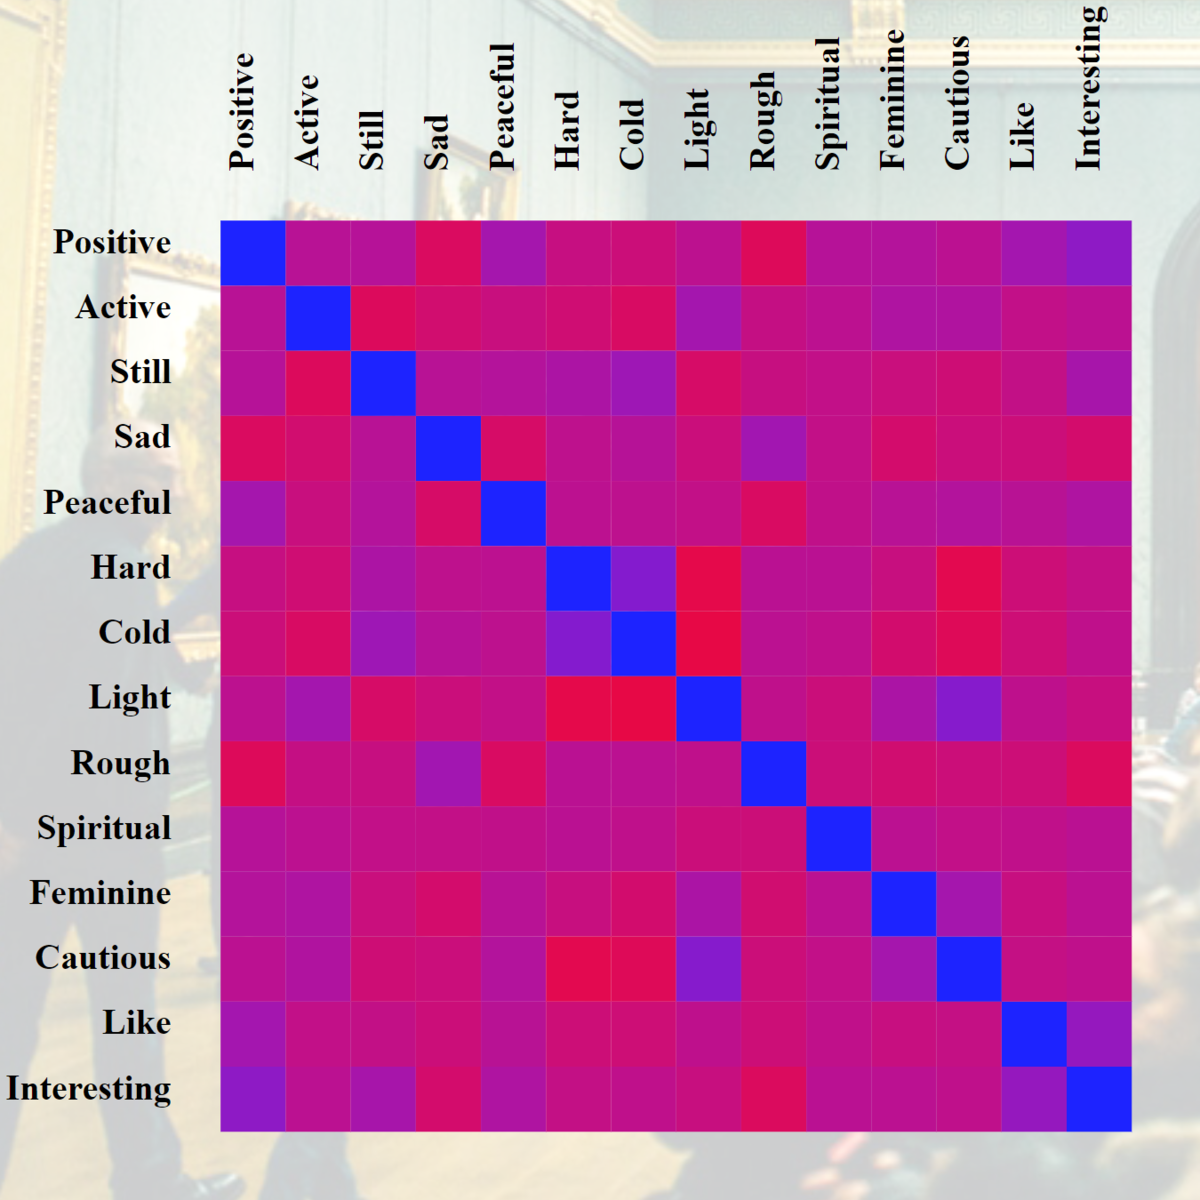 Positive
Active
Still
Sad
Peaceful
Hard
Cold
Light
Rough
Spiritual
Feminine
Cautious
Like
Interesting
Positive
Active
Still
Sad
Peaceful
Hard
Cold
Light
Rough
Spiritual
Feminine
Cautious
Like
Interesting